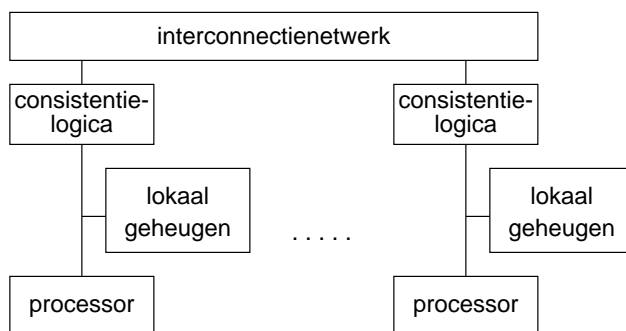 interconnectienetwerk
consistentie-
logica
consistentie-
logica
lokaal
geheugen
lokaal
geheugen
. . . . .
processor
processor